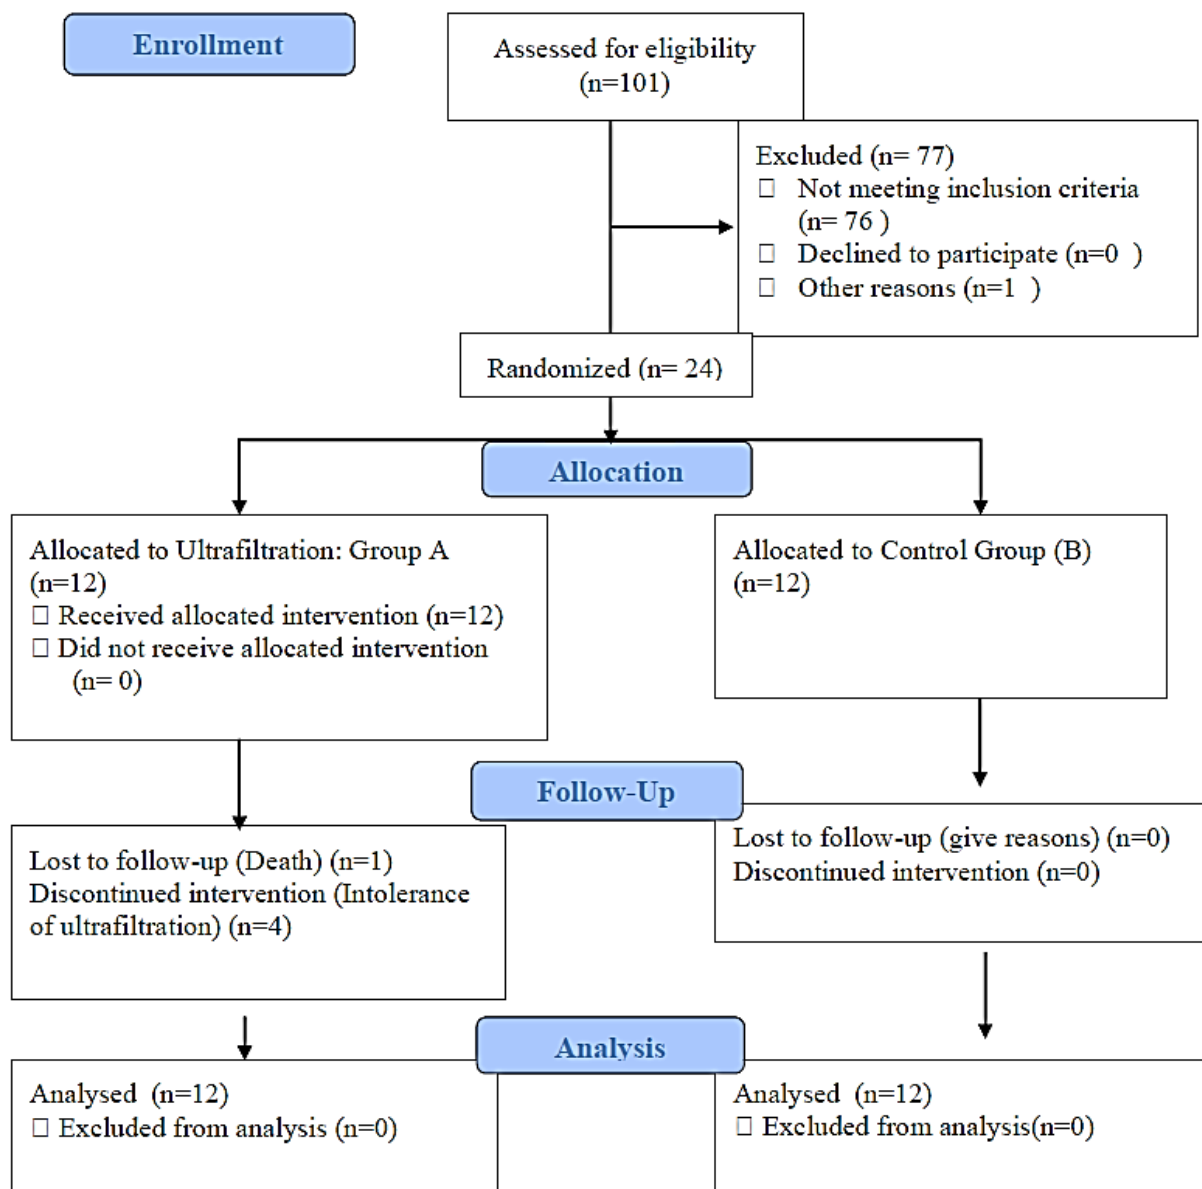 Enrollment
Assessed for eligibility
(n=101)
Excluded (n= 77)
□ Not meeting inclusion criteria
(n= 76 )
□ Declined to participate (n=0 )
□ Other reasons (n=1 )
Randomized (n= 24)
Allocation
Allocated to Ultrafiltration: Group A
(n=12)
□ Received allocated intervention (n=12)
□ Did not receive allocated intervention
(n= 0)
Allocated to Control Group (B)
(n=12)
Follow-Up
Lost to follow-up (Death) (n=1)
Discontinued intervention (Intolerance
of ultrafiltration) (n=4)
Lost to follow-up (give reasons) (n=0)
Discontinued intervention (n=0)
Analysis
Analysed (n=12)
□ Excluded from analysis (n=0)
Analysed (n=12)
□ Excluded from analysis(n=0)